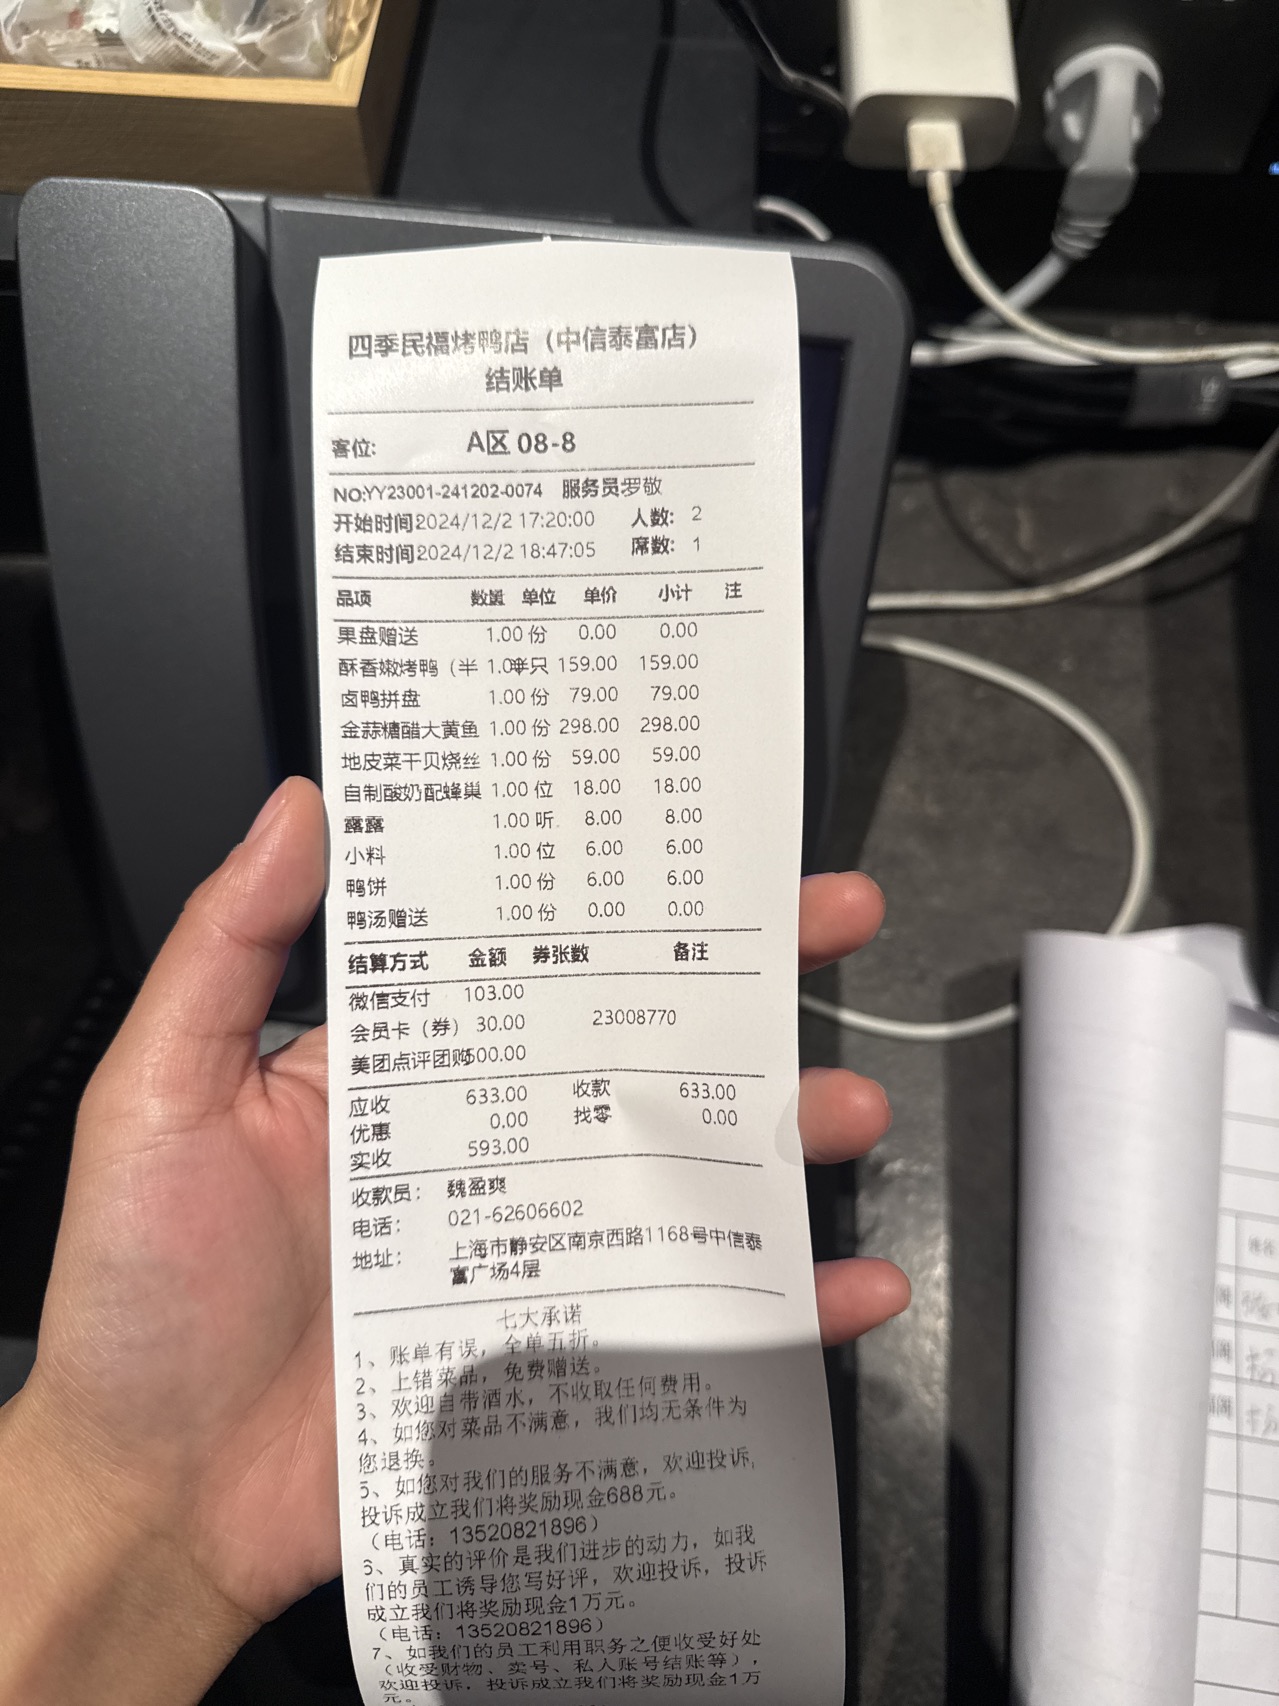 四季民福烤鸭店（中信泰富店）
结账单
客位: A区 08-8
NO:YY23001-241202-0074 服务员:罗敬
开始时间2024/12/2 17:20:00 人数: 2
结束时间2024/12/2 18:47:05 席数: 1
品项 数量 单位 单价 小计 注
果盘赠送 1.00 份 0.00 0.00
酥香嫩烤鸭（半 1.0半只 159.00 159.00
卤鸭拼盘 1.00 份 79.00 79.00
金蒜糖醋大黄鱼 1.00 份 298.00 298.00
地皮菜干贝烧丝 1.00 份 59.00 59.00
自制酸奶配蜂巢 1.00 位 18.00 18.00
露露 1.00 听 8.00 8.00
小料 1.00 位 6.00 6.00
鸭饼 1.00 份 6.00 6.00
鸭汤赠送 1.00 份 0.00 0.00
结算方式 金额 券张数 备注
微信支付 103.00
会员卡（券） 30.00 23008770
美团点评团购500.00
应收 633.00 收款 633.00
优惠 0.00 找零 0.00
实收 593.00
收款员： 魏盈爽
电话： 021-62606602
地址： 上海市静安区南京西路1168号中信泰
富广场4层
七大承诺
1、账单有误，全单五折。
2、上错菜品，免费赠送。
3、欢迎自带酒水，不收取任何费用。
4、如您对菜品不满意，我们均无条件为
您退换。
5、如您对我们的服务不满意，欢迎投诉,
投诉成立我们将奖励现金688元。
（电话：13520821896）
6、真实的评价是我们进步的动力，如我
们的员工诱导您写好评，欢迎投诉，投诉
成立我们将奖励现金1万元。
（电话：13520821896）
7、如我们的员工利用职务之便收受好处
（收受财物、卖号、私人账号结账等），
欢迎投诉，投诉成立我们将奖励现金1万
元。